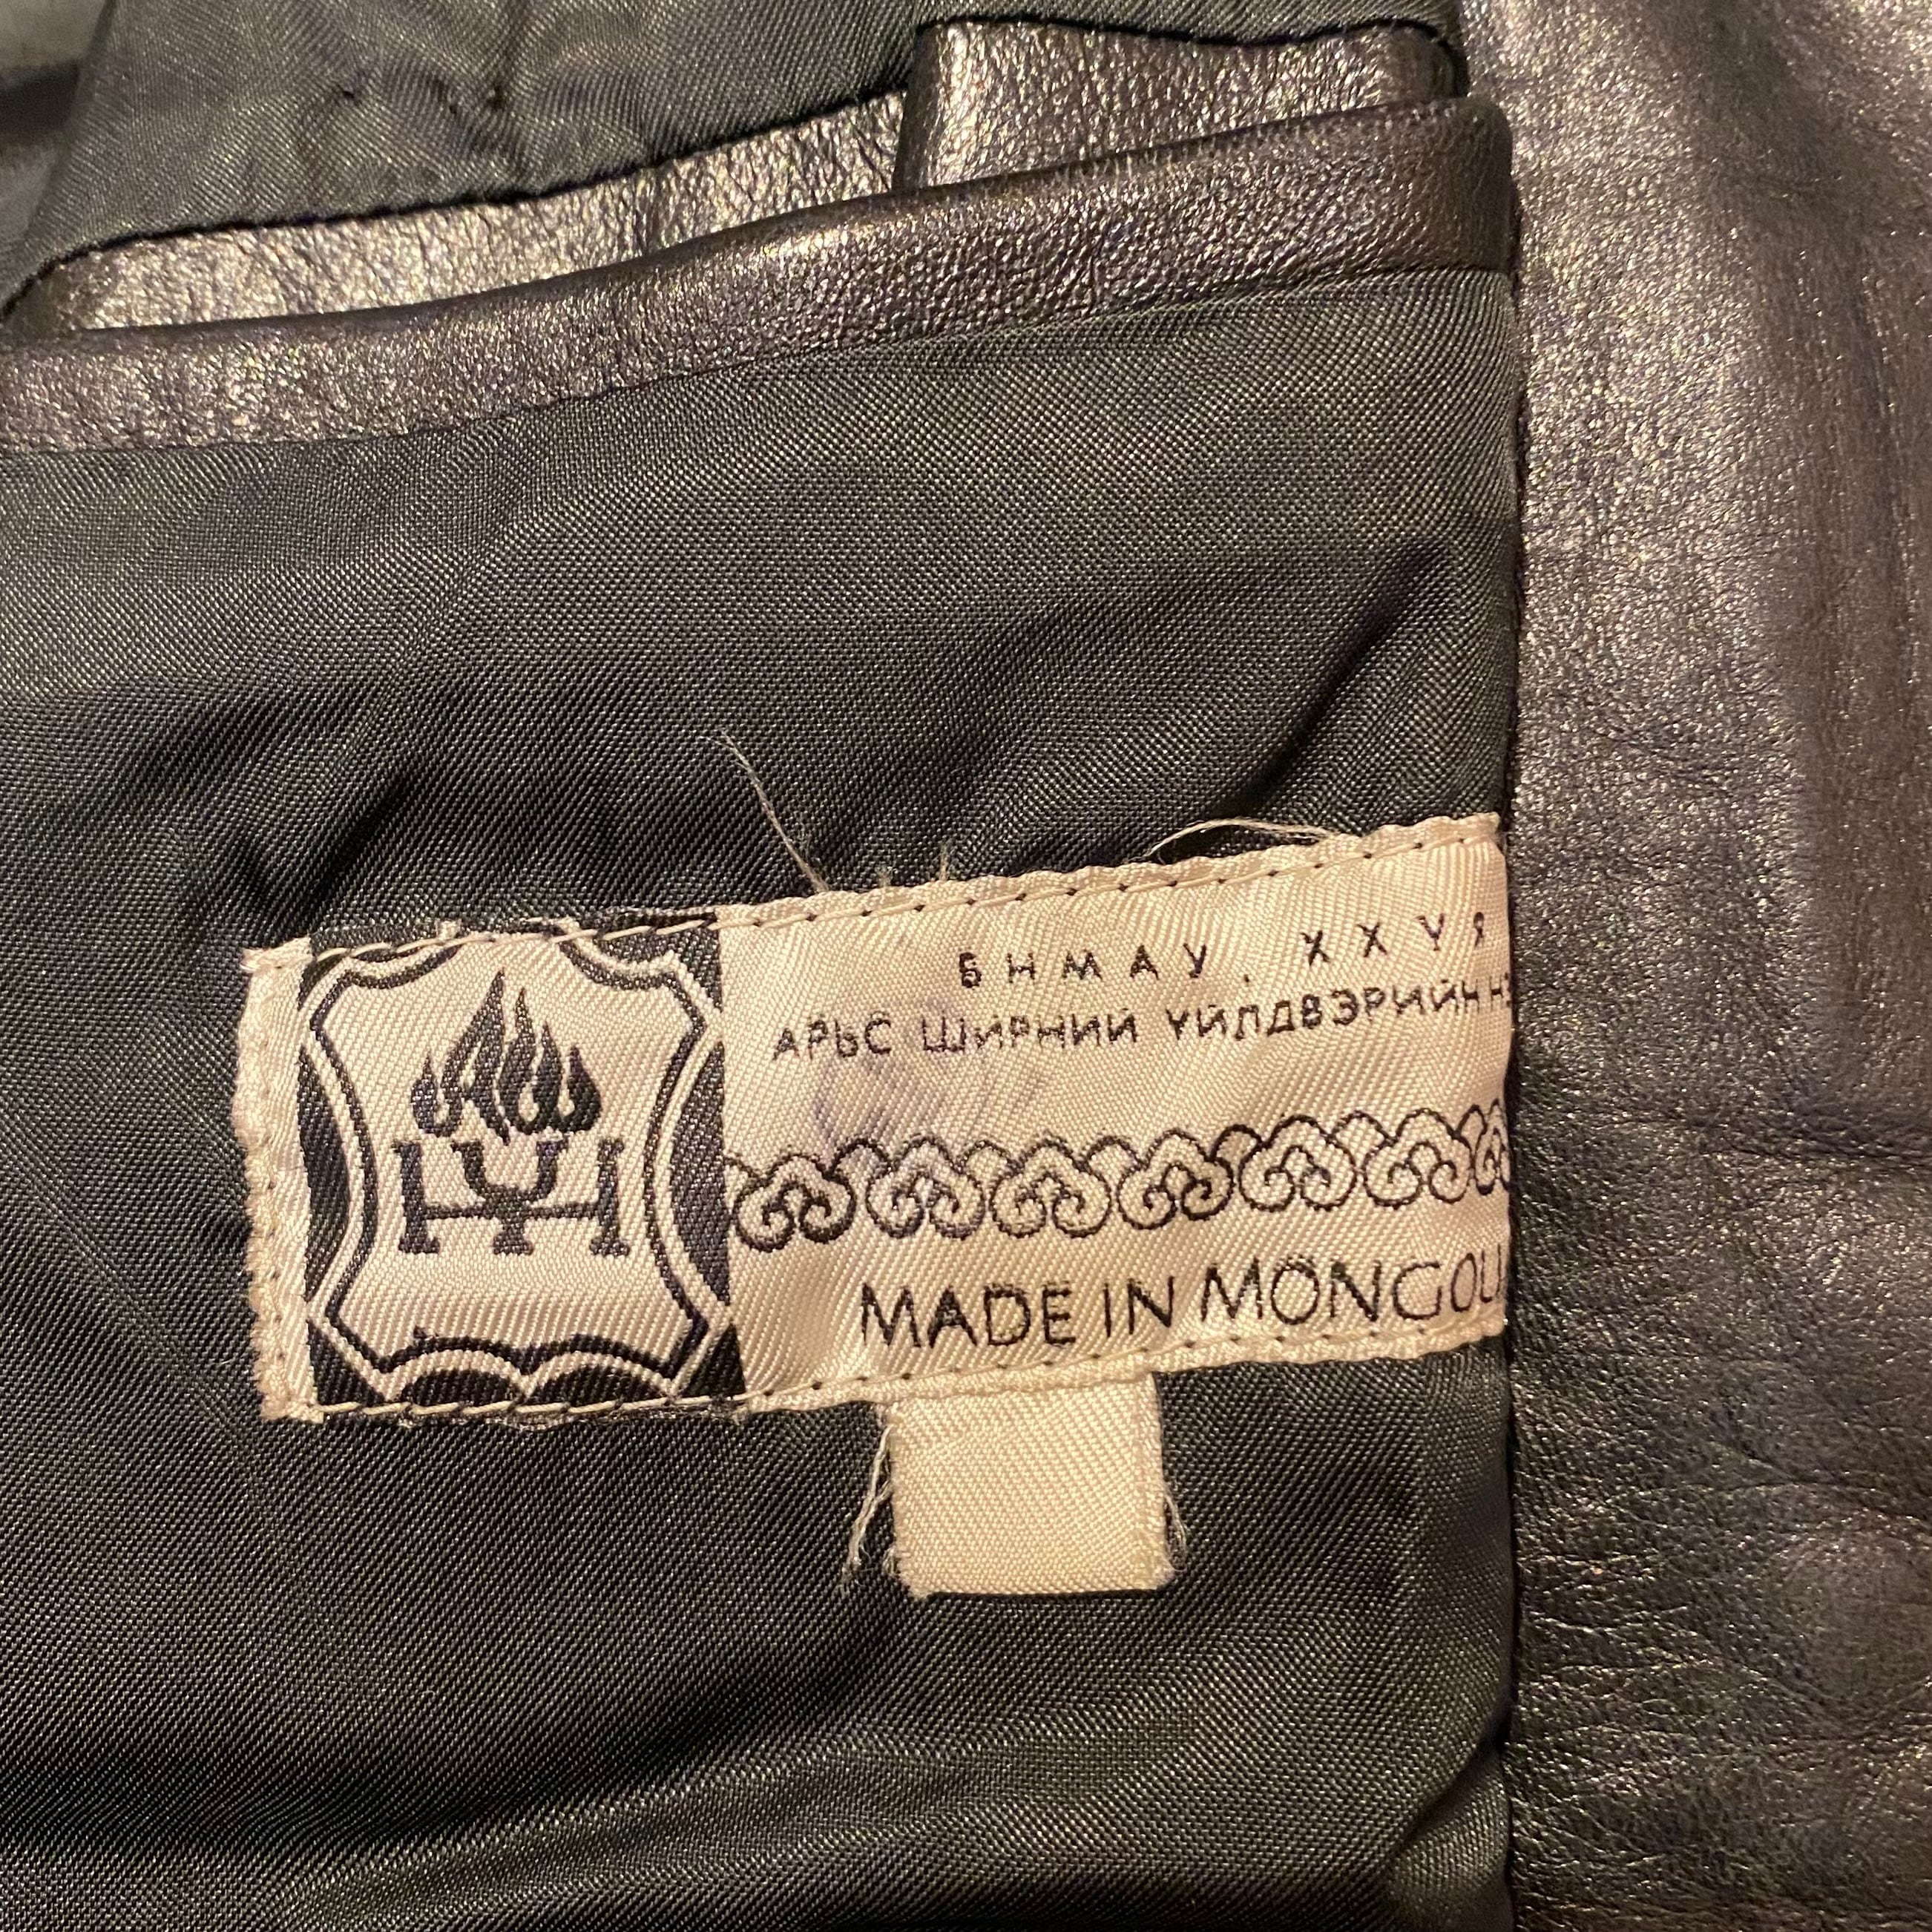 БНМАУ. ХХҮЯ
АРЬС ШИРНИЙ ҮЙЛДВЭРИЙН НЭ
MADE IN MONGOL